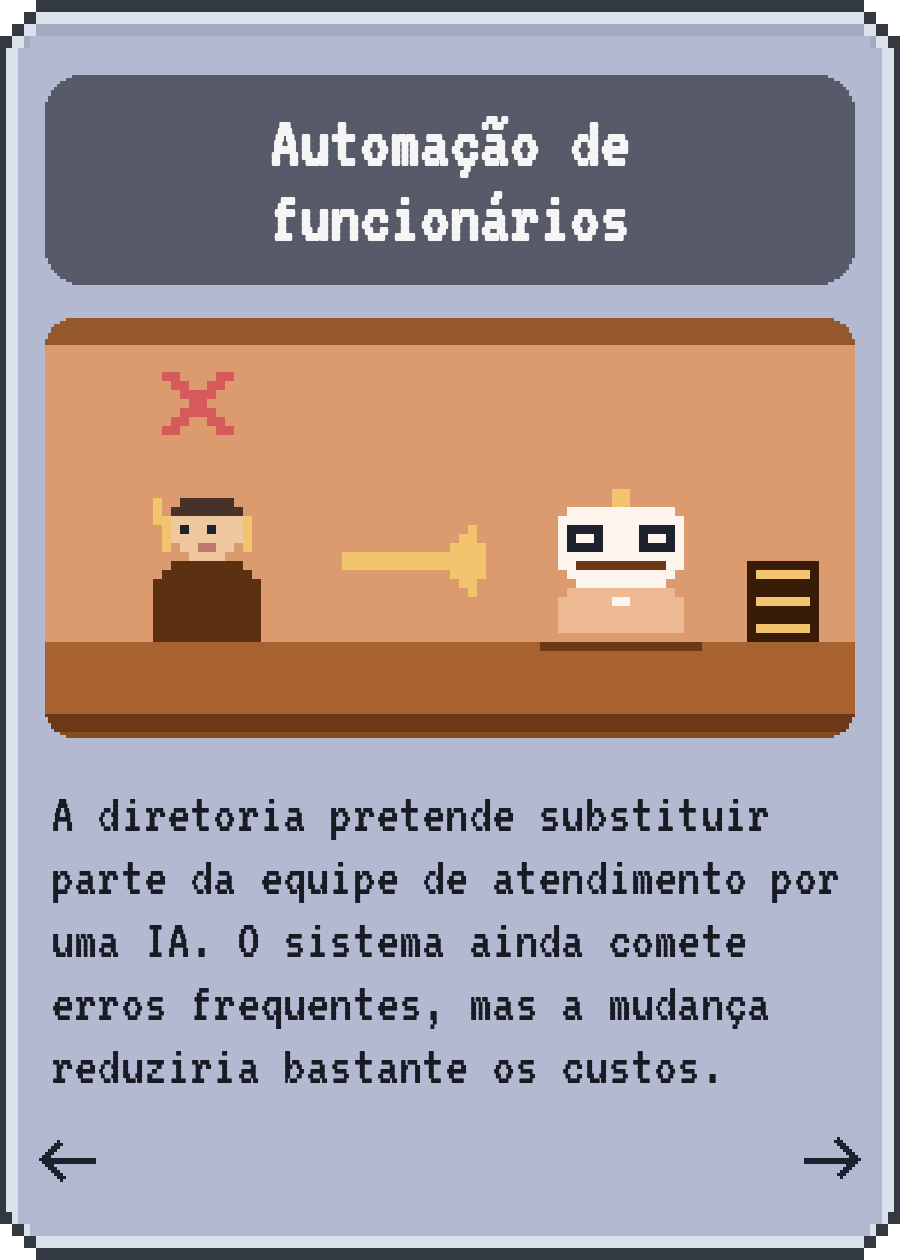 Automação de
funcionários
A diretoria pretende substituir
parte da equipe de atendimento por
uma IA. O sistema ainda comete
erros frequentes, mas a mudança
reduziria bastante os custos.